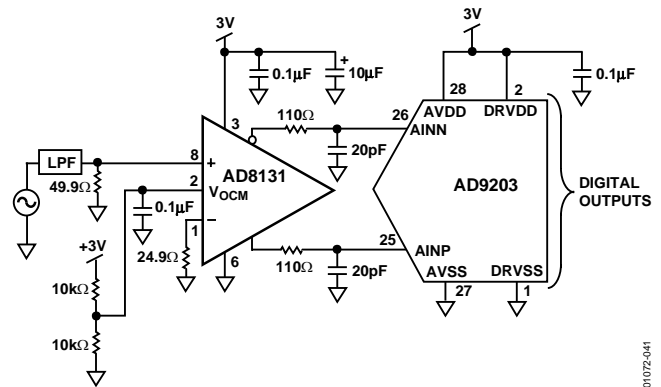 3V
3V
0.1µF
10µF
+
0.1µF
28
2
AVDD
DRVDD
110Ω
26
AINN
3
20pF
LPF
8
+
49.9Ω
2
VOCM
AD8131
AD9203
DIGITAL
OUTPUTS
0.1µF
1
–
+3V
24.9Ω
6
110Ω
25
AINP
20pF
10kΩ
AVSS
DRVSS
27
1
10kΩ
01072-041